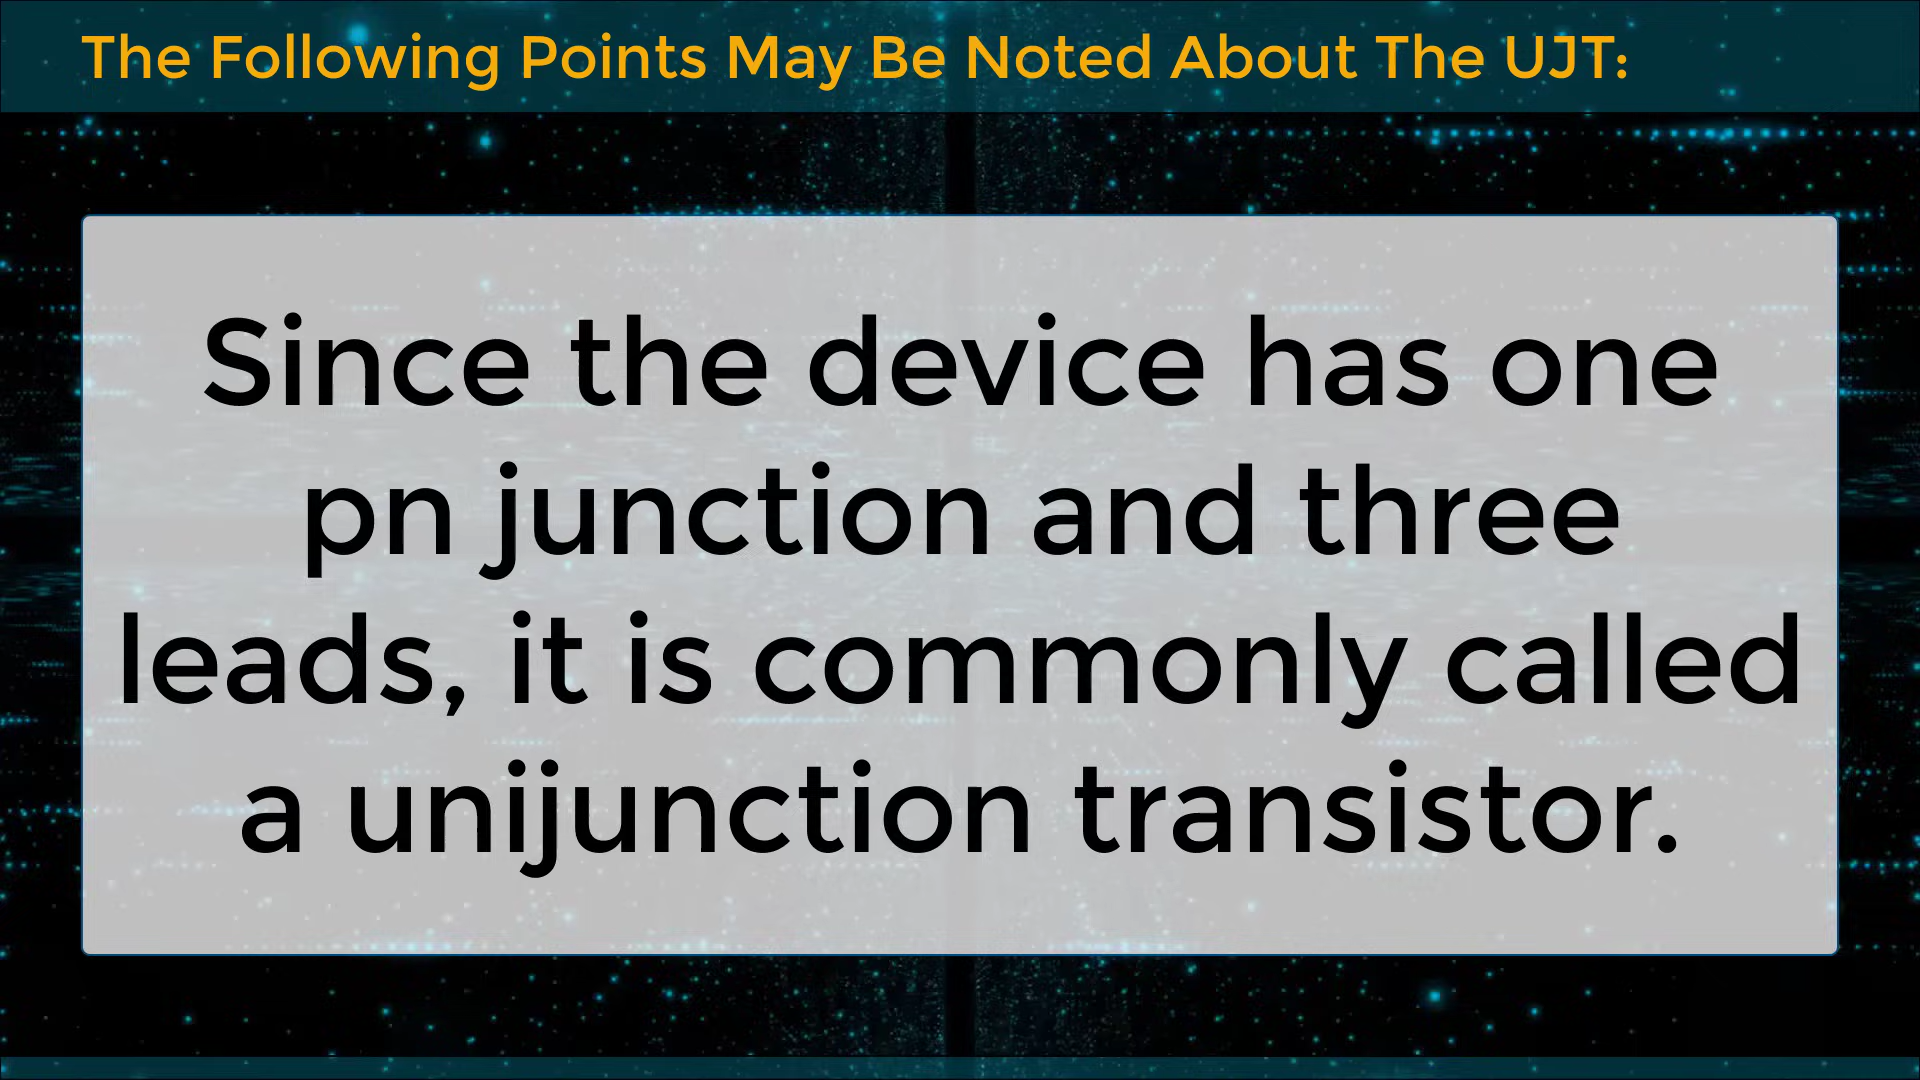 The Following Points May Be Noted About The UJT:
Since the device has one
pn junction and three
leads, it is commonly called
a unijunction transistor.